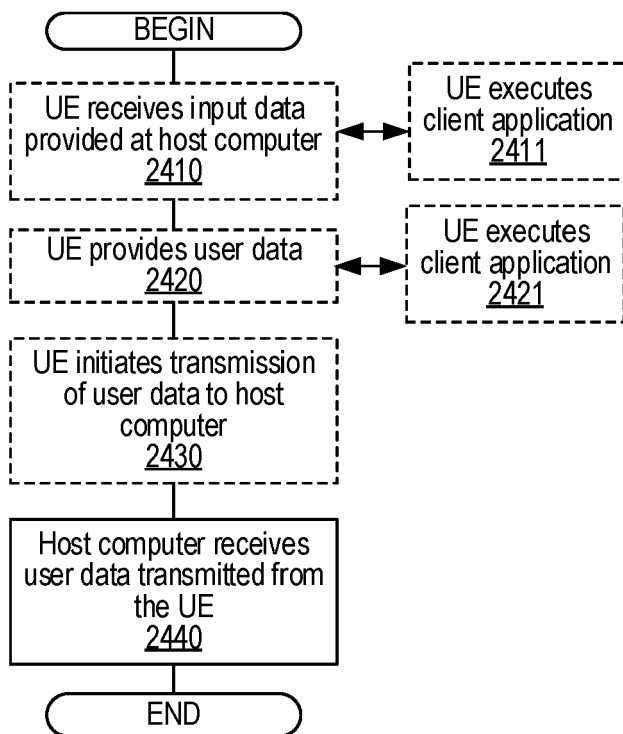 BEGIN
UE receives input data
provided at host computer
2410
UE executes
client application
2411
UE provides user data
2420
UE executes
client application
2421
UE initiates transmission
of user data to host
computer
2430
Host computer receives
user data transmitted from
the UE
2440
END